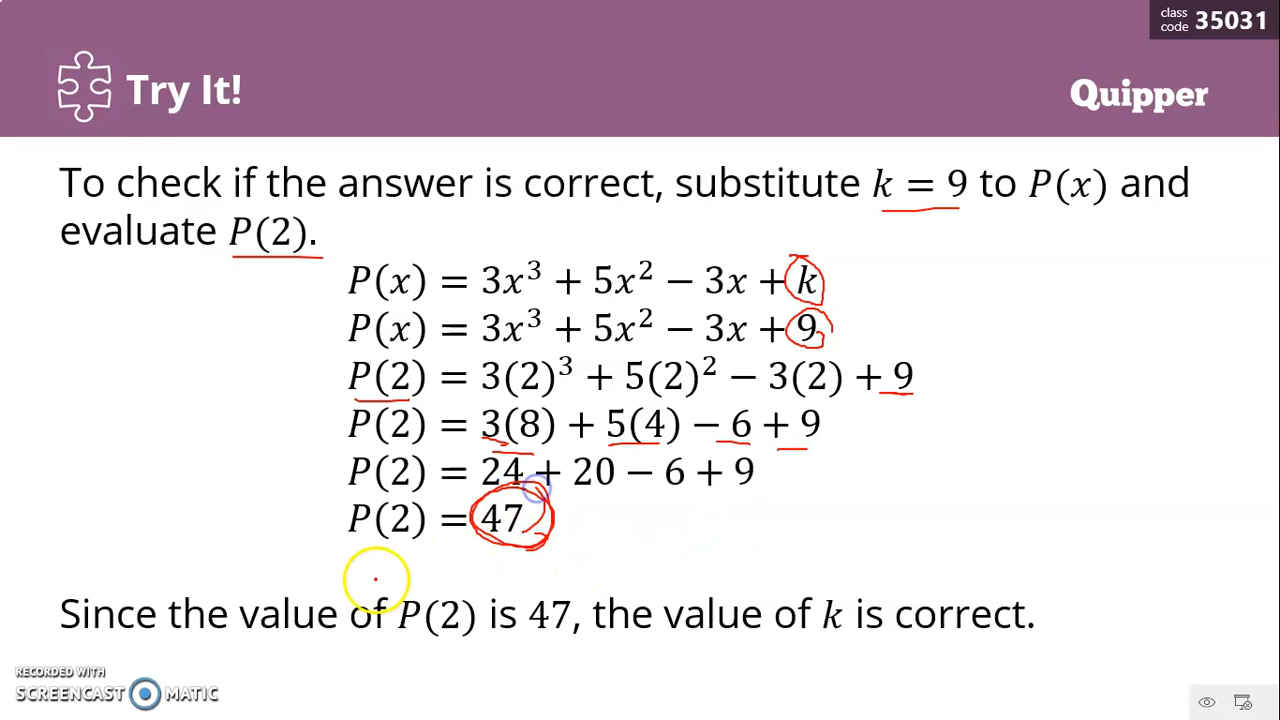 class code 35031
Try It!
Quipper
To check if the answer is correct, substitute k = 9 to P(x) and
evaluate P(2).
P(x) = 3x³ + 5x² − 3x + k
P(x) = 3x³ + 5x² − 3x + 9
P(2) = 3(2)³ + 5(2)² − 3(2) + 9
P(2) = 3(8) + 5(4) − 6 + 9
P(2) = 24 + 20 − 6 + 9
P(2) = 47
Since the value of P(2) is 47, the value of k is correct.
RECORDED WITH
SCREENCAST MATIC